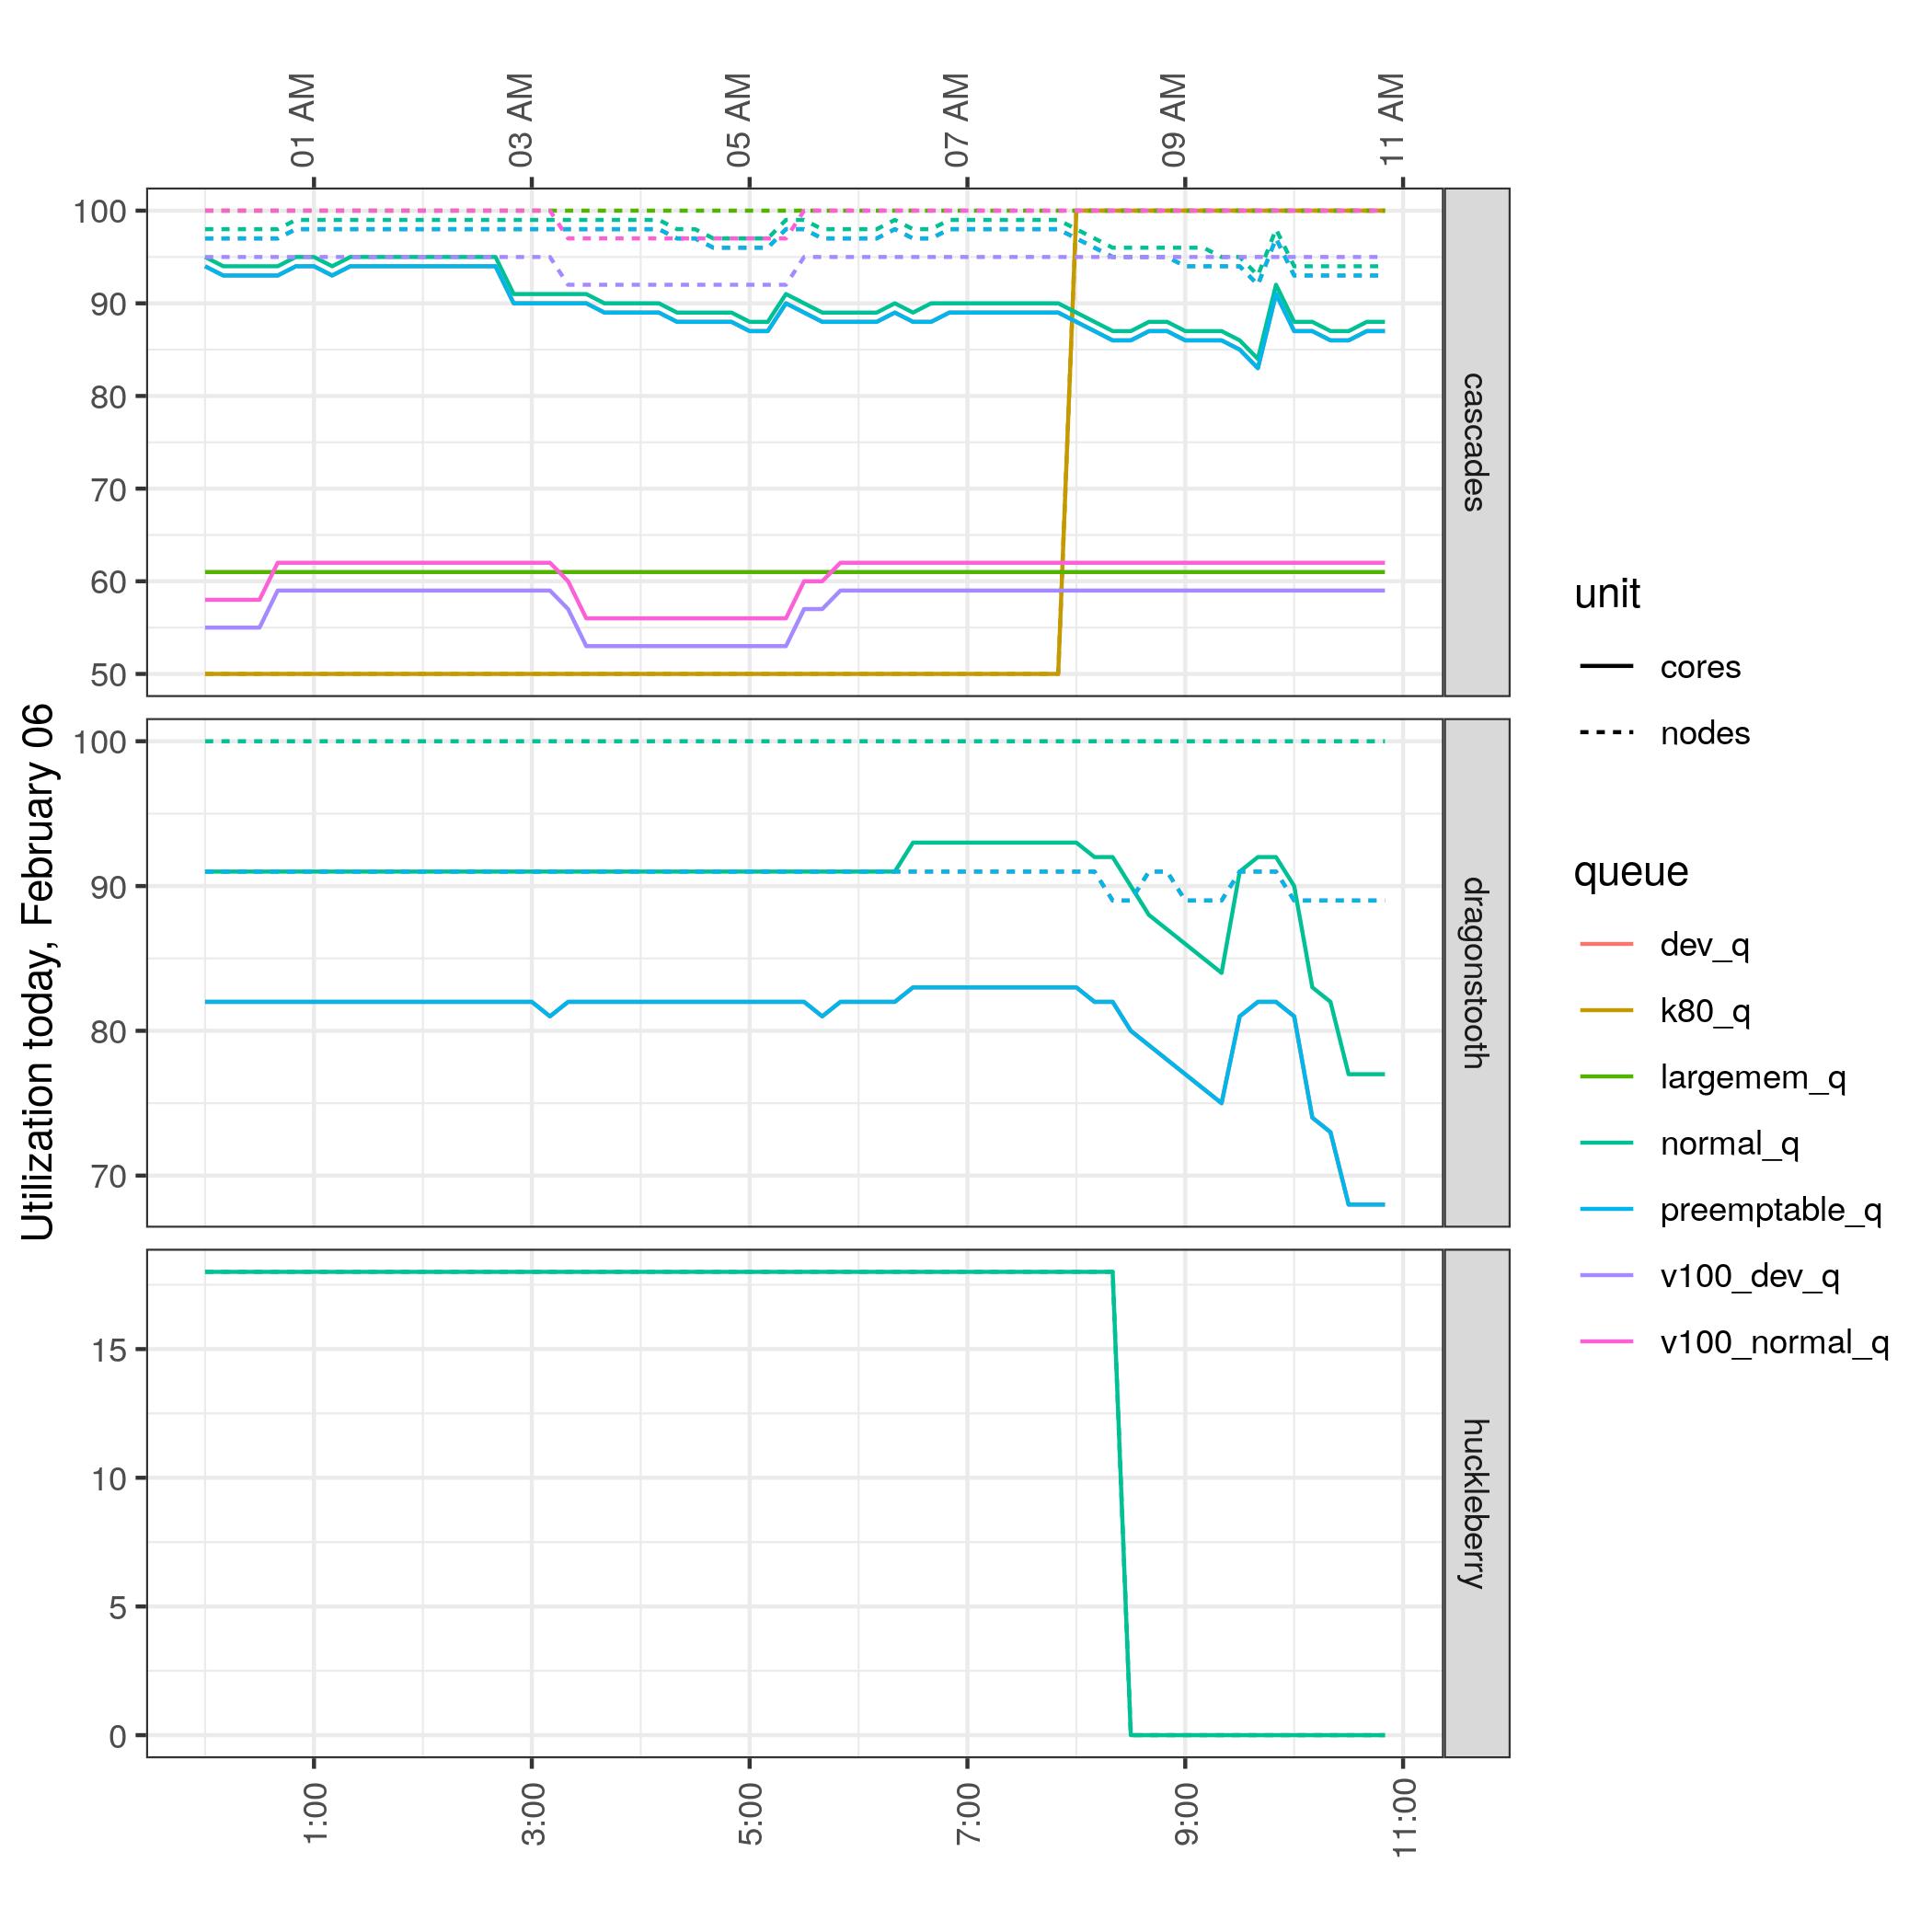 01 AM
03 AM
05 AM
07 AM
09 AM
11 AM
Utilization today, February 06
100
90
80
70
60
50
cascades
100
90
80
70
dragonstooth
15
10
5
0
huckleberry
1:00
3:00
5:00
7:00
9:00
11:00
unit
cores
nodes
queue
dev_q
k80_q
largemem_q
normal_q
preemptable_q
v100_dev_q
v100_normal_q